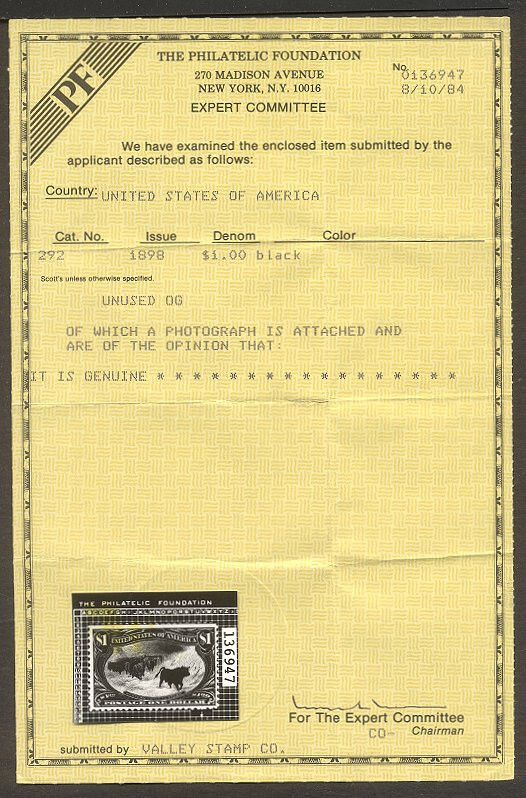 PF
THE PHILATELIC FOUNDATION
270 MADISON AVENUE
NEW YORK, N.Y. 10016
EXPERT COMMITTEE
No. 0136947
8/10/84
We have examined the enclosed item submitted by the
applicant described as follows:
Country: UNITED STATES OF AMERICA
Cat. No. Issue Denom Color
292 1898 $1.00 black
Scott's unless otherwise specified.
UNUSED OG
OF WHICH A PHOTOGRAPH IS ATTACHED AND
ARE OF THE OPINION THAT:
IT IS GENUINE * * * * * * * * * * * * * * * * *
THE PHILATELIC FOUNDATION
ABCDEFGHIJKLMNOPQRSTUVWXYZ
$1 UNITED STATES OF AMERICA $1
POSTAGE ONE DOLLAR
136947
For The Expert Committee
CO- Chairman
submitted by VALLEY STAMP CO.